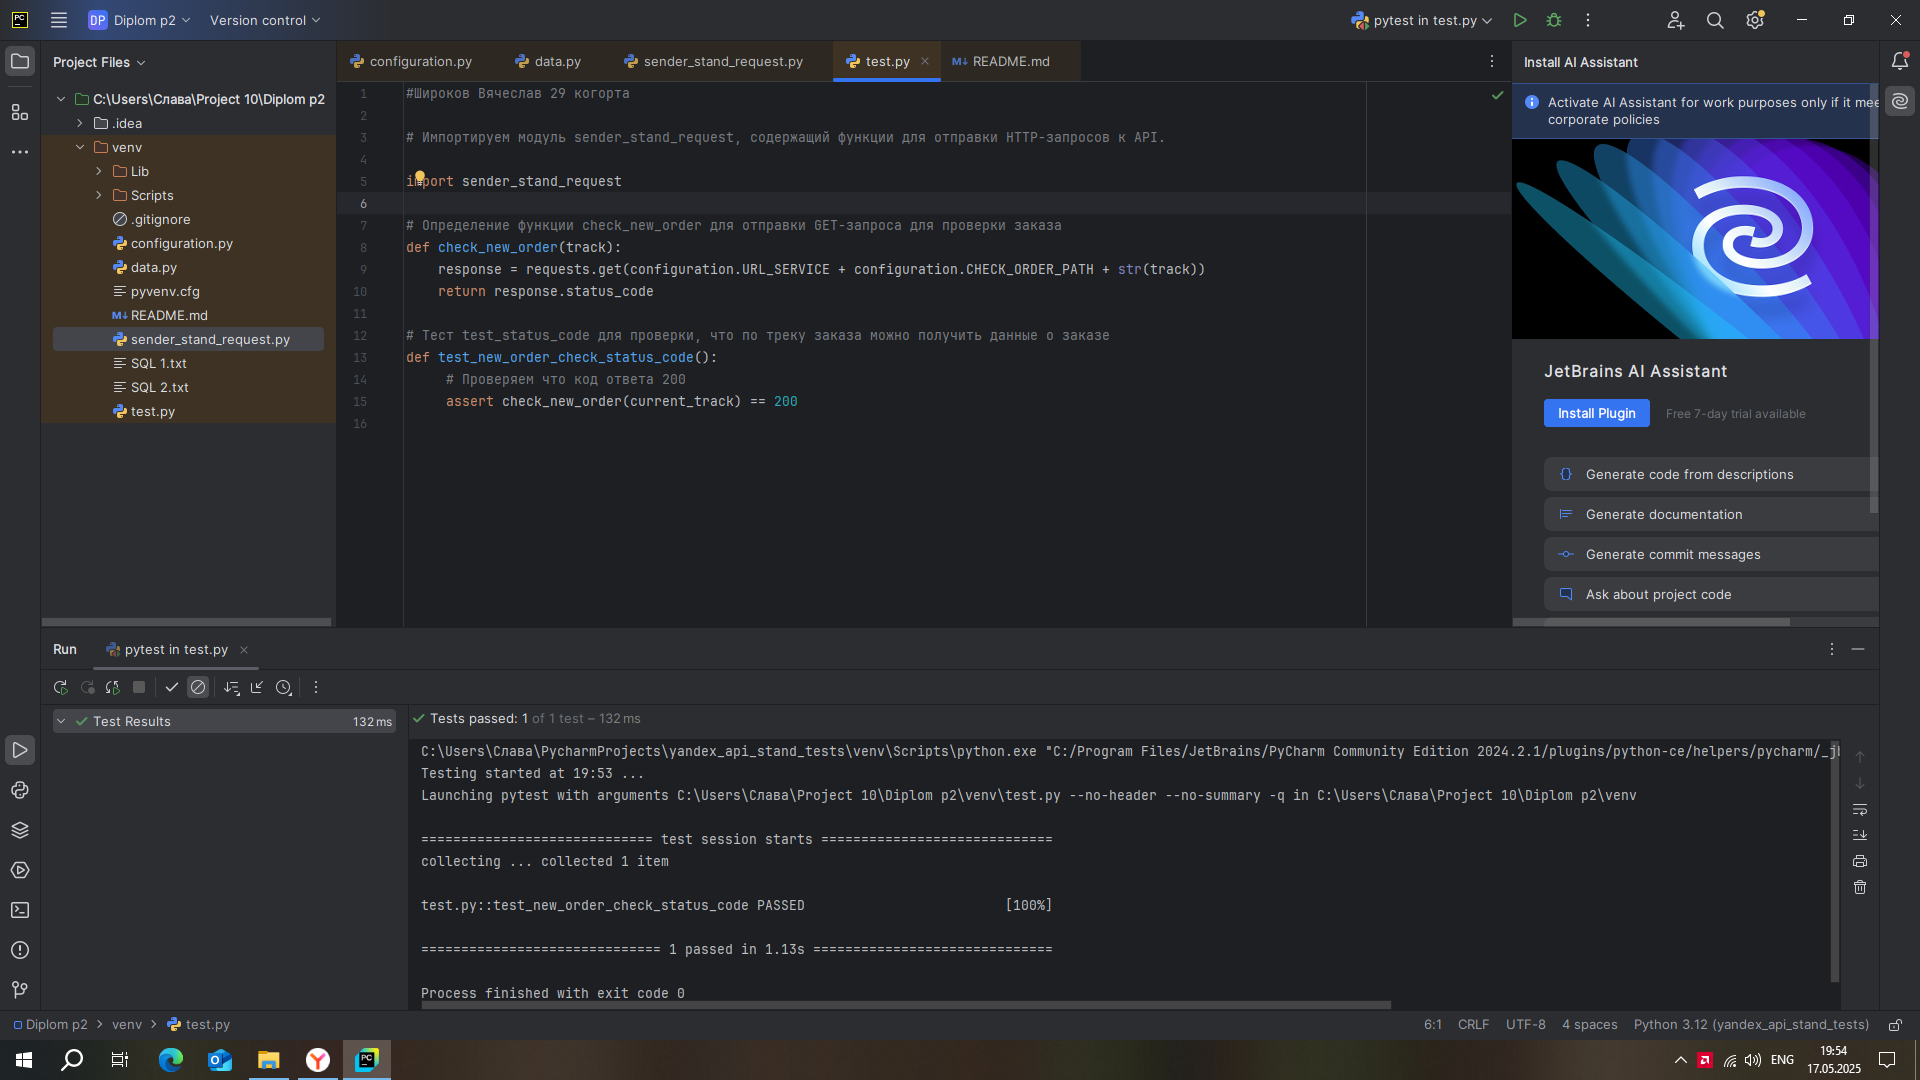 PC
DP Diplom p2
Version control
pytest in test.py
Project Files
configuration.py
data.py
sender_stand_request.py
test.py
README.md
Install AI Assistant
C:\Users\Слава\Project 10\Diplom p2
.idea
venv
Lib
Scripts
.gitignore
configuration.py
data.py
pyvenv.cfg
README.md
sender_stand_request.py
SQL 1.txt
SQL 2.txt
test.py
1 #Широков Вячеслав 29 когорта
2
3 # Импортируем модуль sender_stand_request, содержащий функции для отправки HTTP-запросов к API.
4
5 import sender_stand_request
6
7 # Определение функции check_new_order для отправки GET-запроса для проверки заказа
8 def check_new_order(track):
9 response = requests.get(configuration.URL_SERVICE + configuration.CHECK_ORDER_PATH + str(track))
10 return response.status_code
11
12 # Тест test_status_code для проверки, что по треку заказа можно получить данные о заказе
13 def test_new_order_check_status_code():
14 # Проверяем что код ответа 200
15 assert check_new_order(current_track) == 200
16
Activate AI Assistant for work purposes only if it mee
corporate policies
JetBrains AI Assistant
Install Plugin Free 7-day trial available
Generate code from descriptions
Generate documentation
Generate commit messages
Ask about project code
Run pytest in test.py
Test Results 132 ms
Tests passed: 1 of 1 test – 132 ms
C:\Users\Слава\PycharmProjects\yandex_api_stand_tests\venv\Scripts\python.exe "C:/Program Files/JetBrains/PyCharm Community Edition 2024.2.1/plugins/python-ce/helpers/pycharm/_jb
Testing started at 19:53 ...
Launching pytest with arguments C:\Users\Слава\Project 10\Diplom p2\venv\test.py --no-header --no-summary -q in C:\Users\Слава\Project 10\Diplom p2\venv
============================= test session starts =============================
collecting ... collected 1 item
test.py::test_new_order_check_status_code PASSED [100%]
============================== 1 passed in 1.13s ==============================
Process finished with exit code 0
Diplom p2 > venv > test.py
6:1 CRLF UTF-8 4 spaces Python 3.12 (yandex_api_stand_tests)
ENG
19:54
17.05.2025